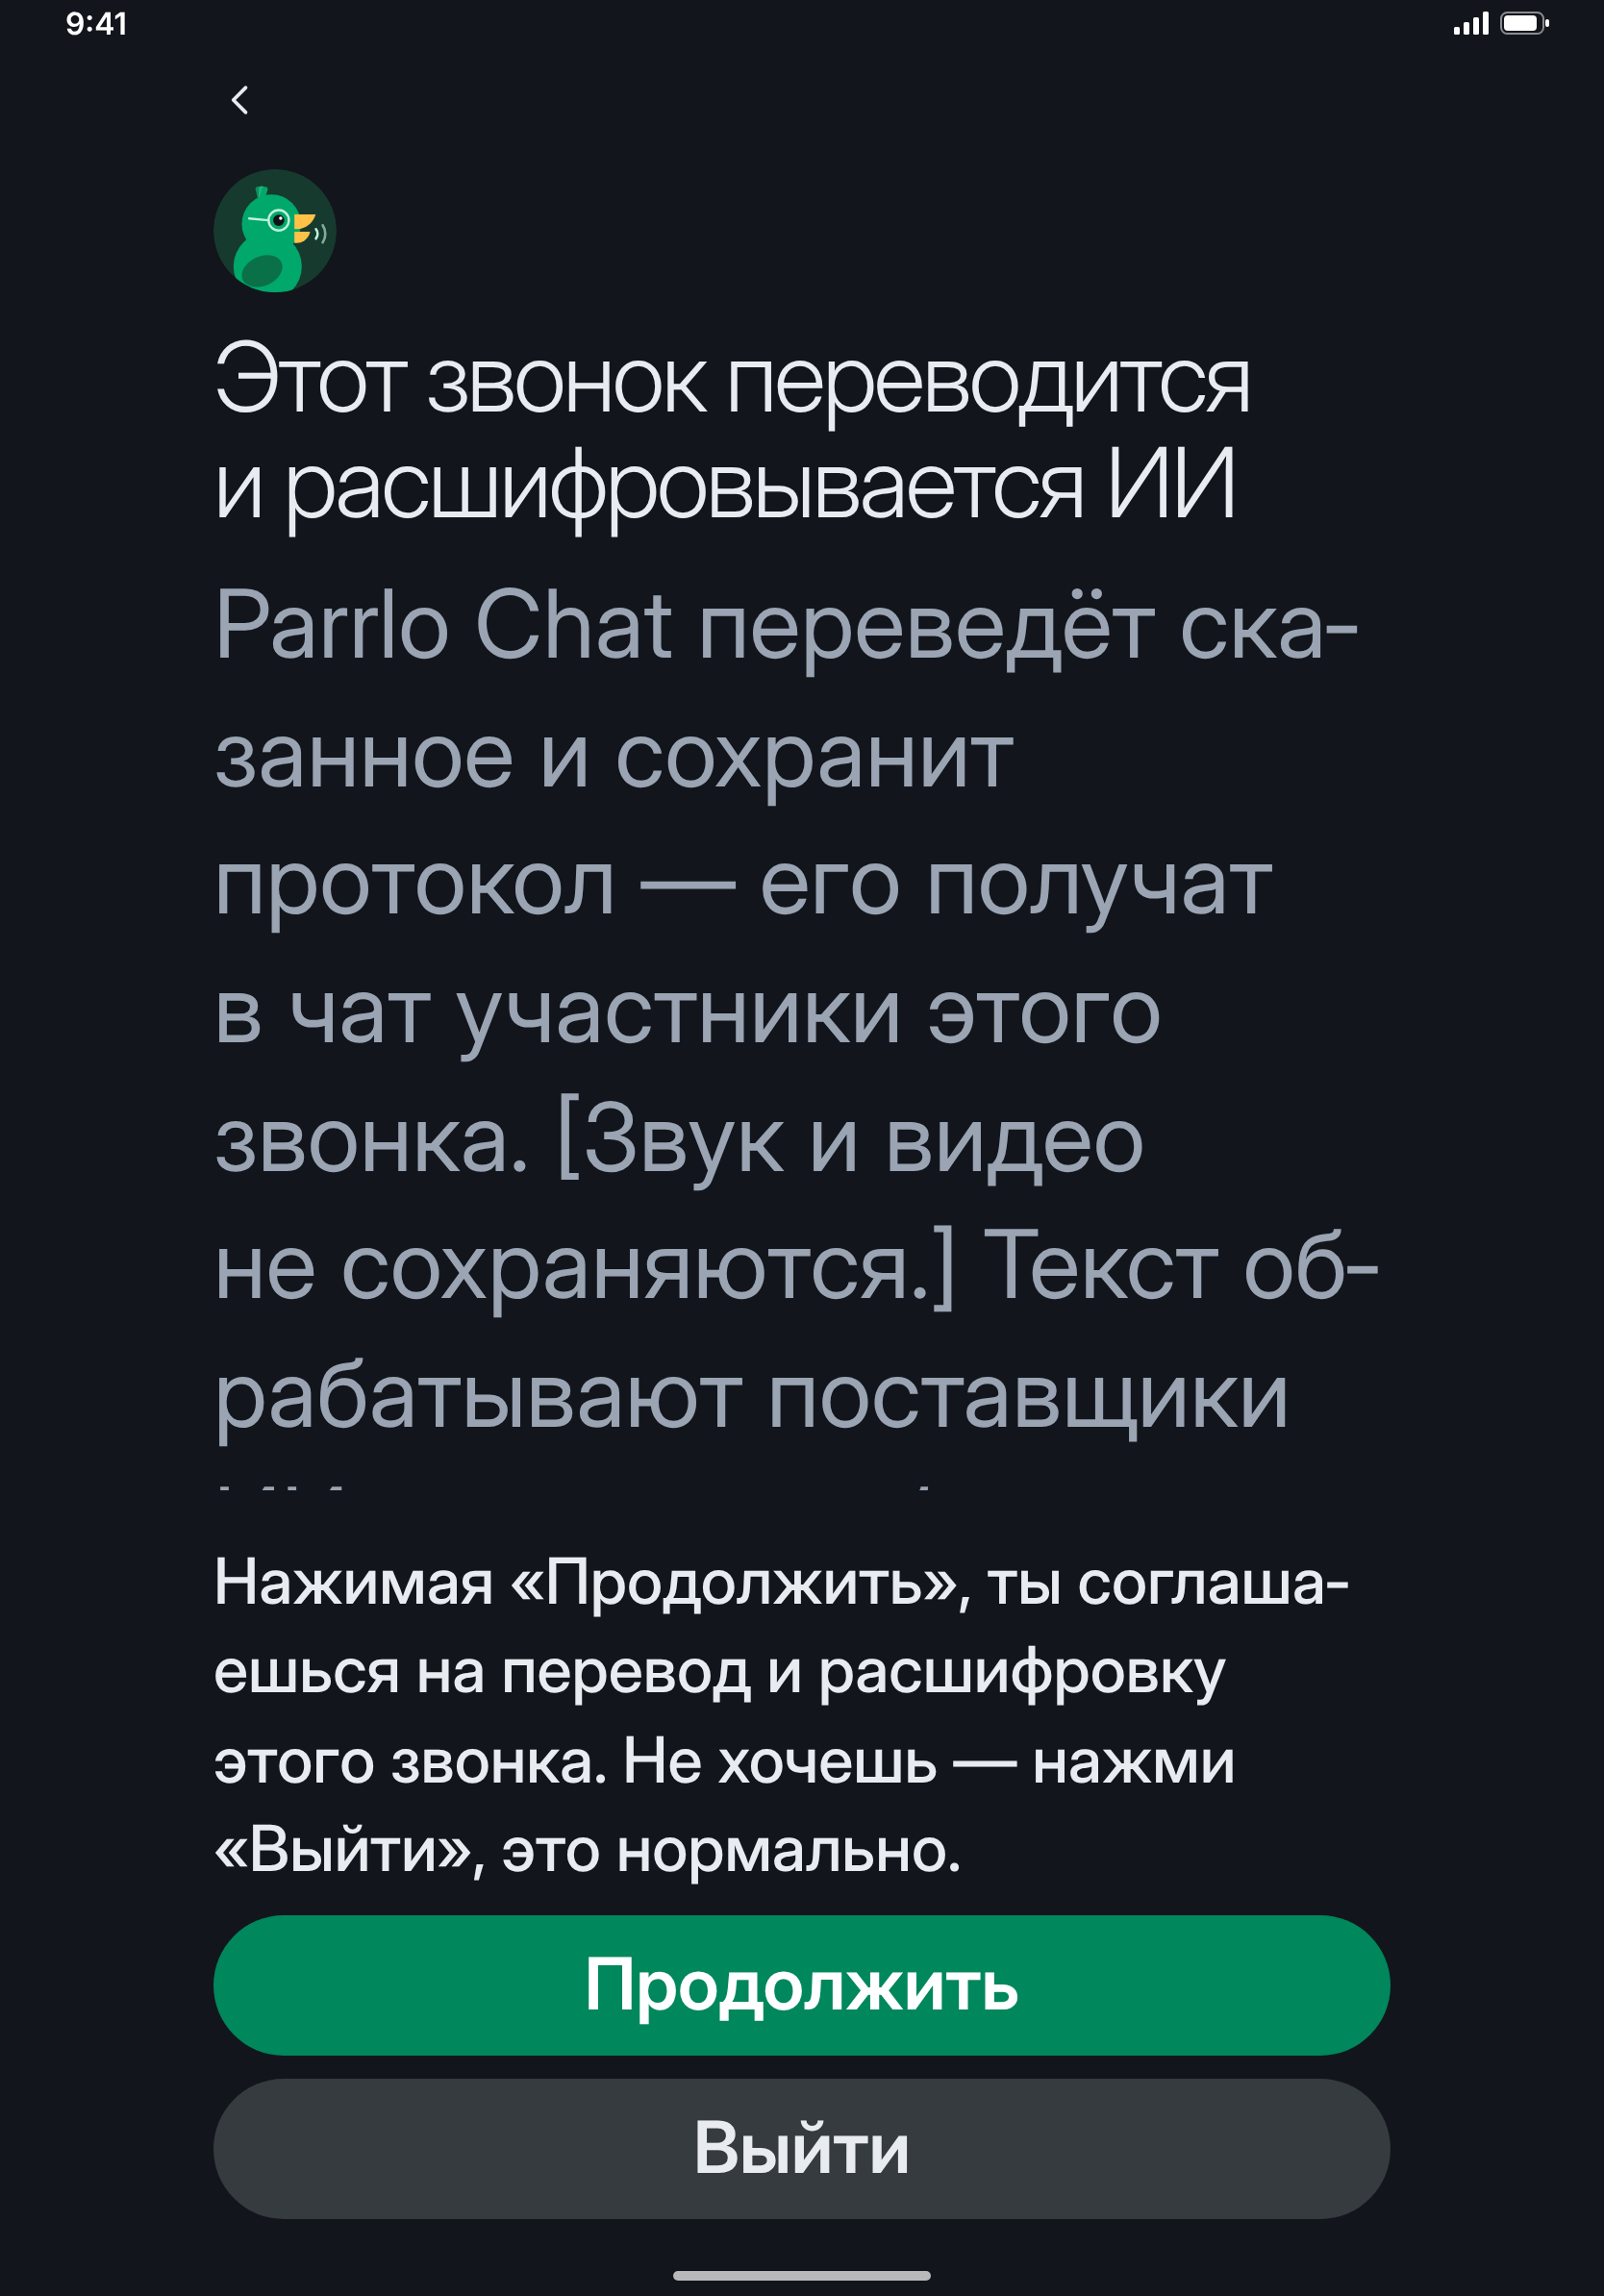 9:41
Этот звонок переводится
и расшифровывается ИИ
Parrlo Chat переведёт ска-
занное и сохранит
протокол — его получат
в чат участники этого
звонка. [Звук и видео
не сохраняются.] Текст об-
рабатывают поставщики
Нажимая «Продолжить», ты соглаша-
ешься на перевод и расшифровку
этого звонка. Не хочешь — нажми
«Выйти», это нормально.
Продолжить
Выйти